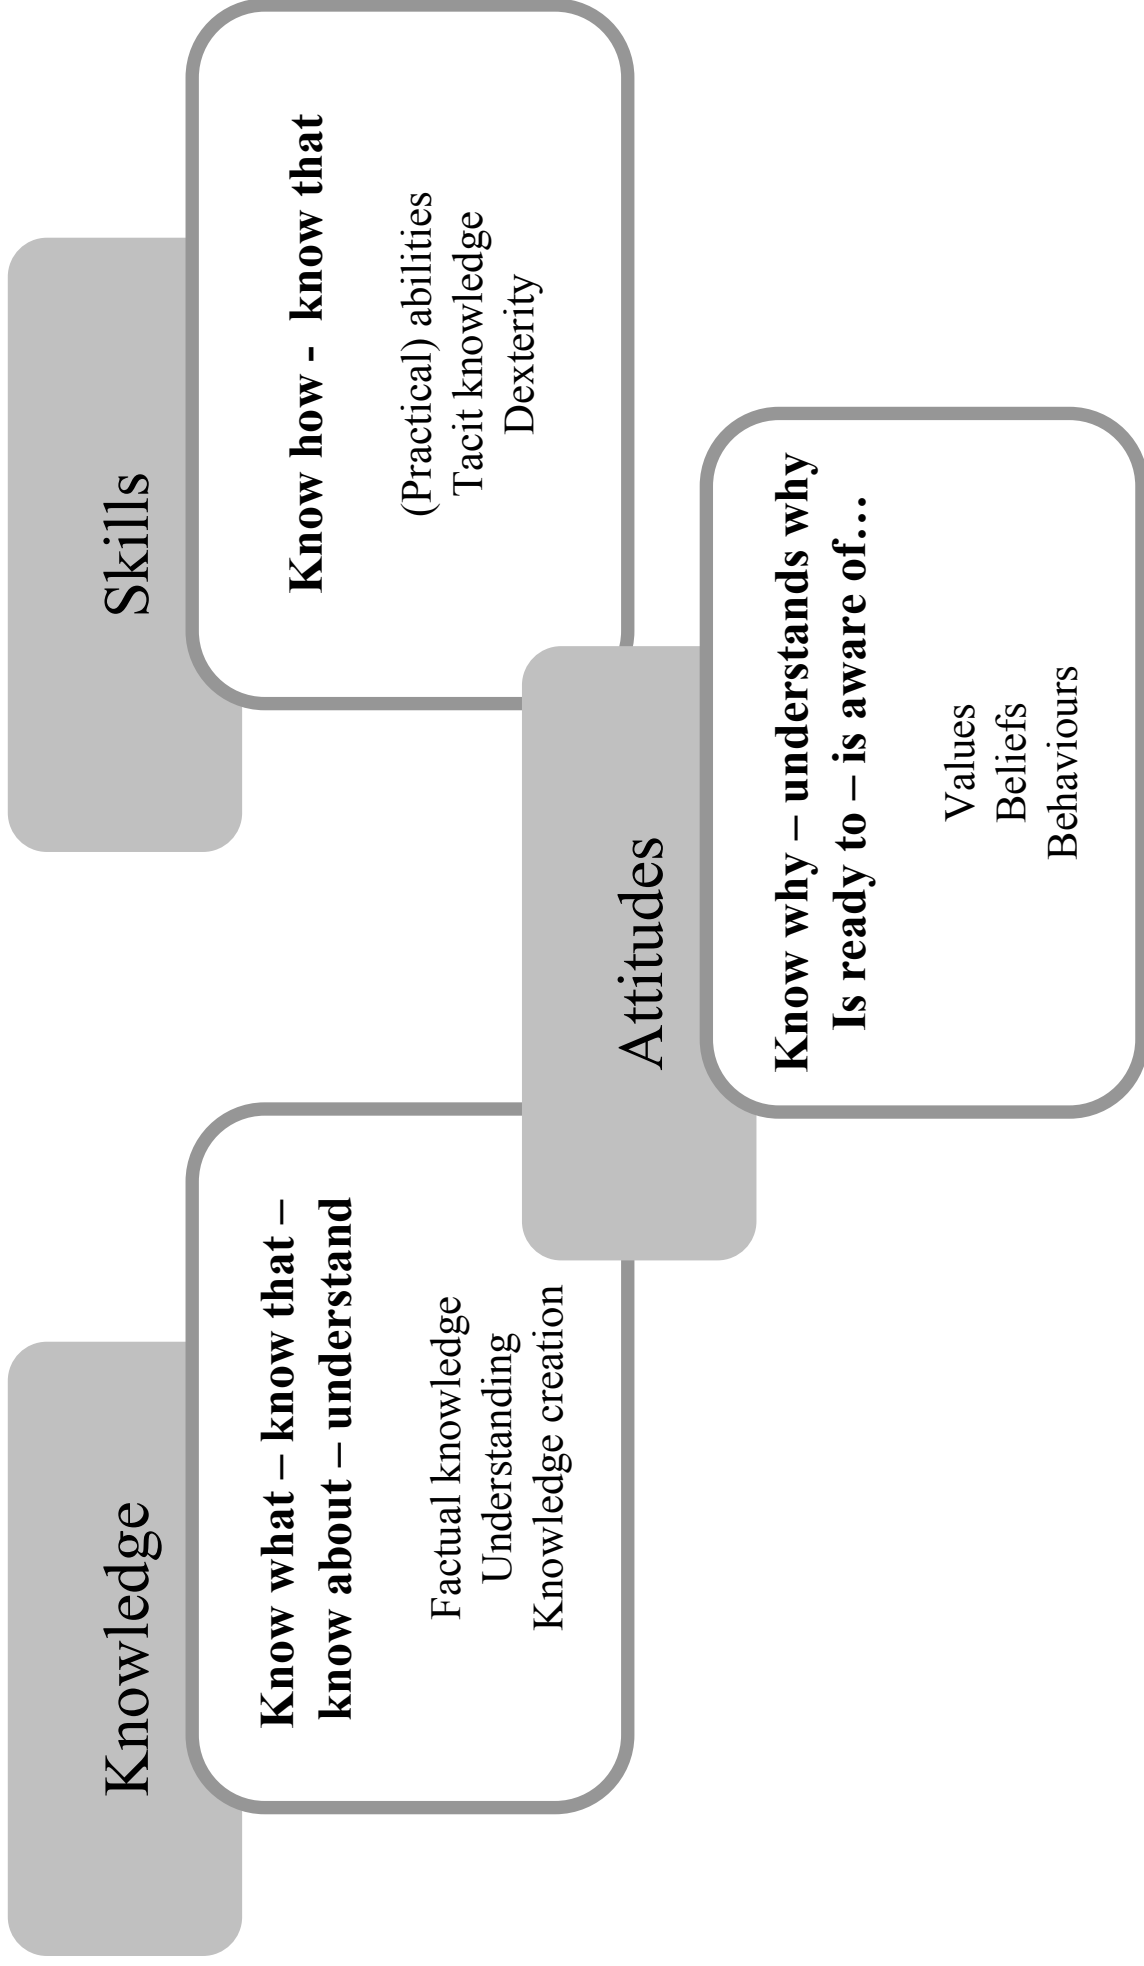 Knowledge
Know what – know that –
know about – understand
Factual knowledge
Understanding
Knowledge creation
Skills
Know how -  know that
(Practical) abilities
Tacit knowledge
Dexterity
Attitudes
Know why – understands why
Is ready to – is aware of…
Values
Beliefs
Behaviours